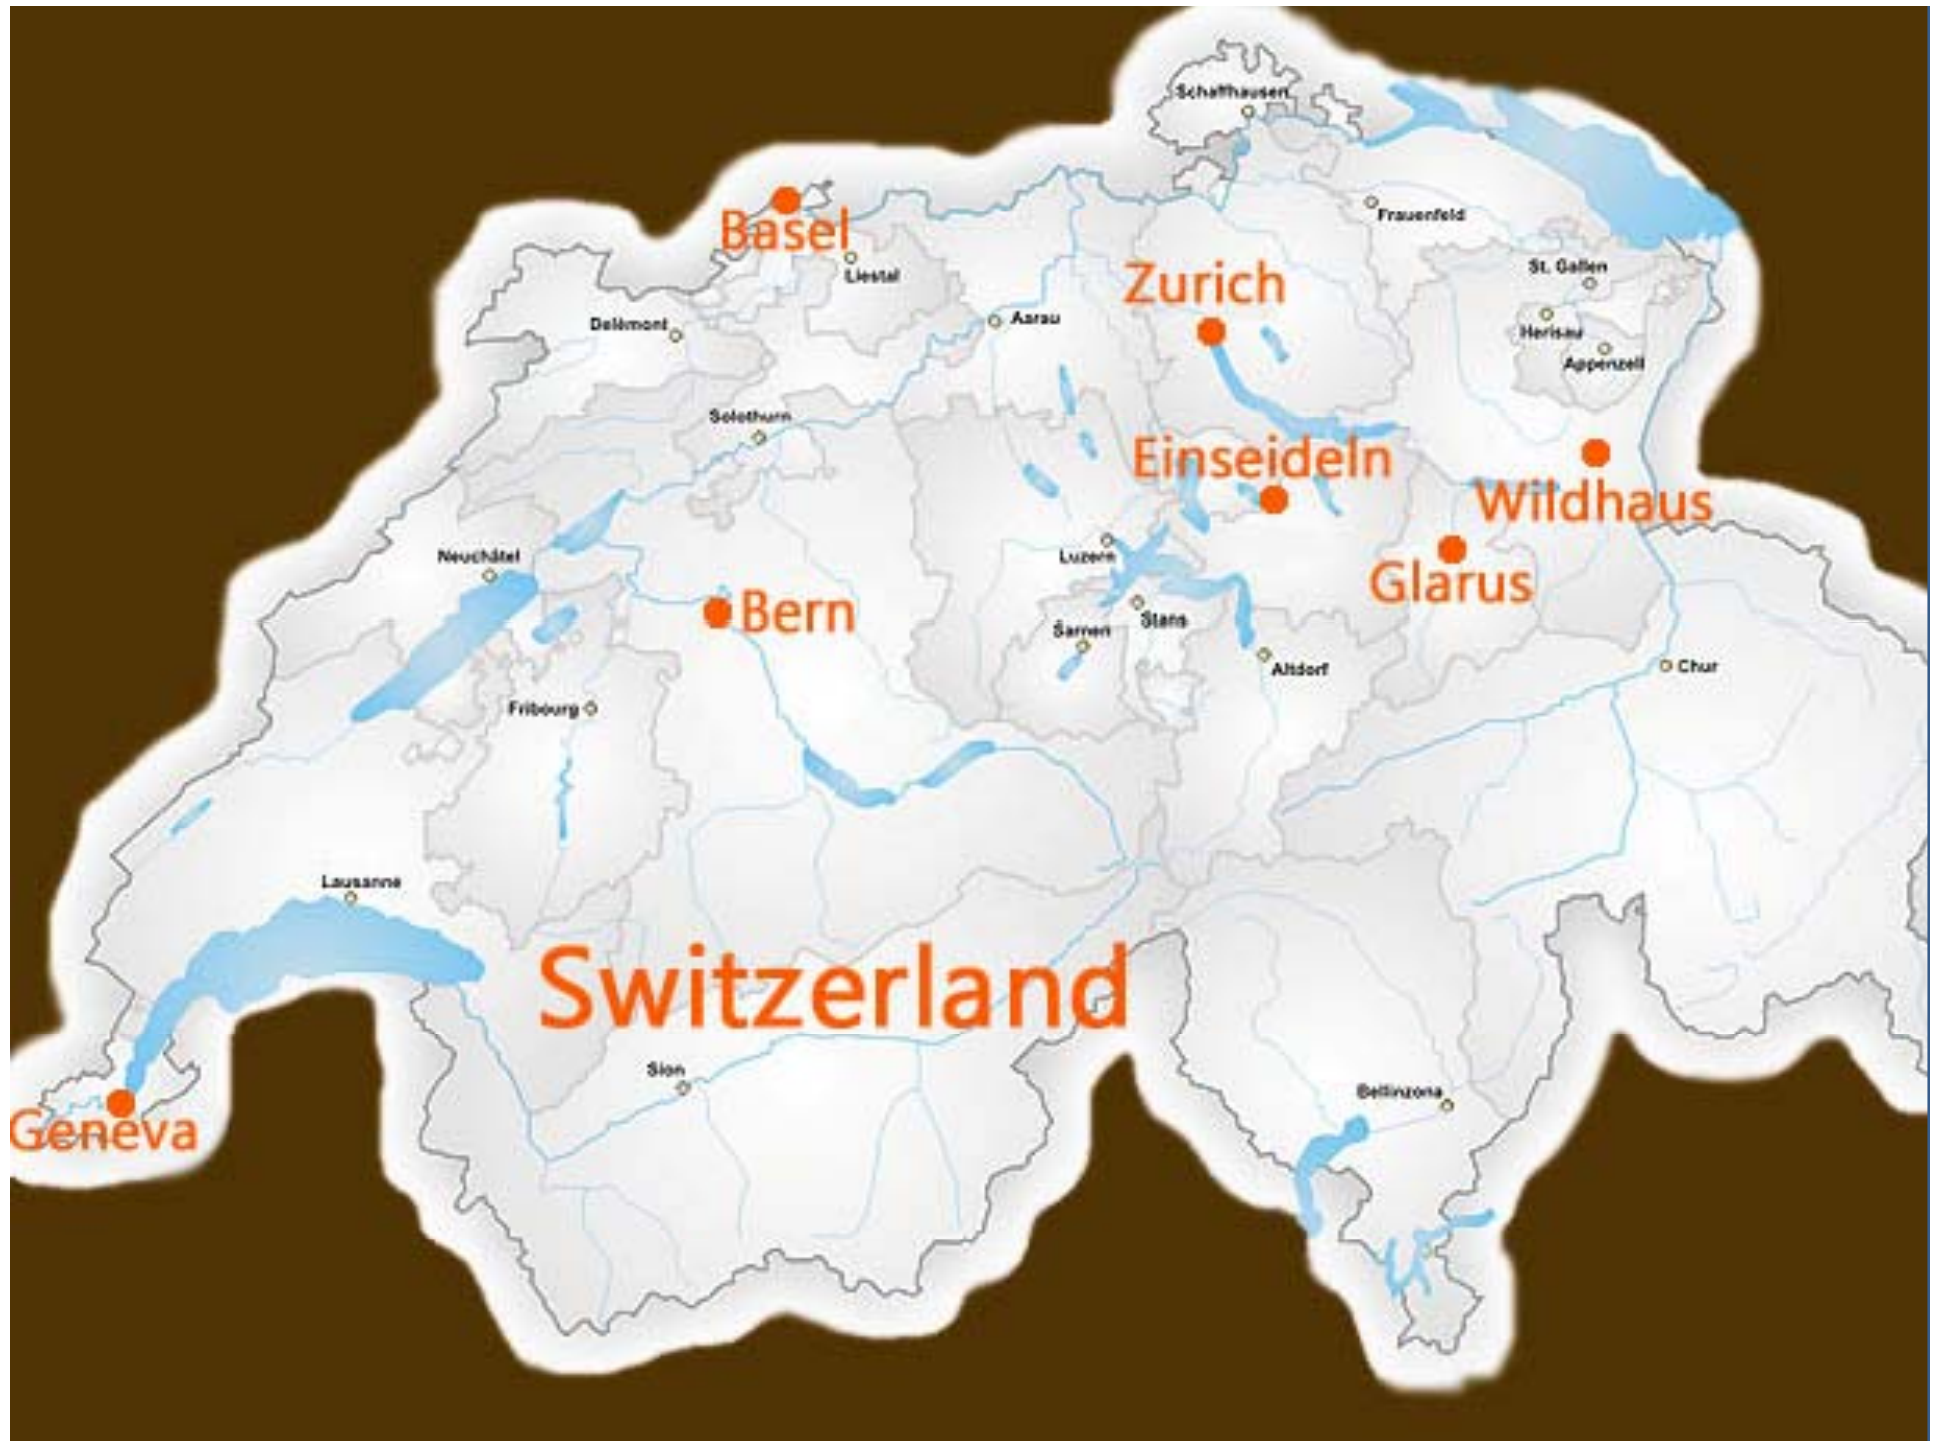 Schaffhausen
Basel
Frauenfeld
Liestal
St. Gallen
Zurich
Delémont
Aarau
Herisau
Appenzell
Solothurn
Einseideln
Wildhaus
Neuchâtel
Luzern
Glarus
Bern
Stans
Sarnen
Altdorf
Chur
Fribourg
Lausanne
Switzerland
Sion
Bellinzona
Geneva